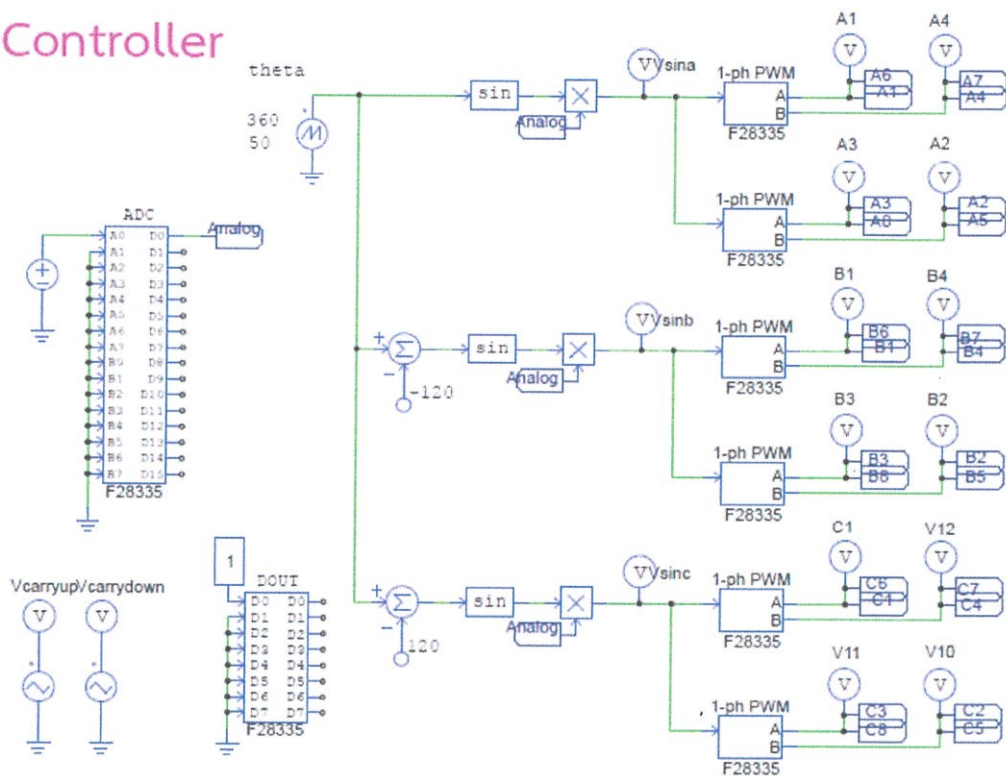 Controller
theta
360
50
sin
Analog
Vsina
1-ph PWM
A
B
F28335
A1
A6
A1
A4
A7
A4
1-ph PWM
A
B
F28335
A3
A3
A8
A2
A2
A5
ADC
A0 D0
A1 D1
A2 D2
A3 D3
A4 D4
A5 D5
A6 D6
A7 D7
B0 D8
B1 D9
B2 D10
B3 D11
B4 D12
B5 D13
B6 D14
B7 D15
F28335
Analog
+
-
-120
sin
Analog
Vsinb
1-ph PWM
A
B
F28335
B1
B6
B1
B4
B7
B4
1-ph PWM
A
B
F28335
B3
B3
B8
B2
B2
B5
Vcarryup
Vcarrydown
1
DOUT
D0 D0
D1 D1
D2 D2
D3 D3
D4 D4
D5 D5
D6 D6
D7 D7
F28335
+
-
120
sin
Analog
Vsinc
1-ph PWM
A
B
F28335
C1
C6
C1
V12
C7
C4
1-ph PWM
A
B
F28335
V11
C3
C8
V10
C2
C5